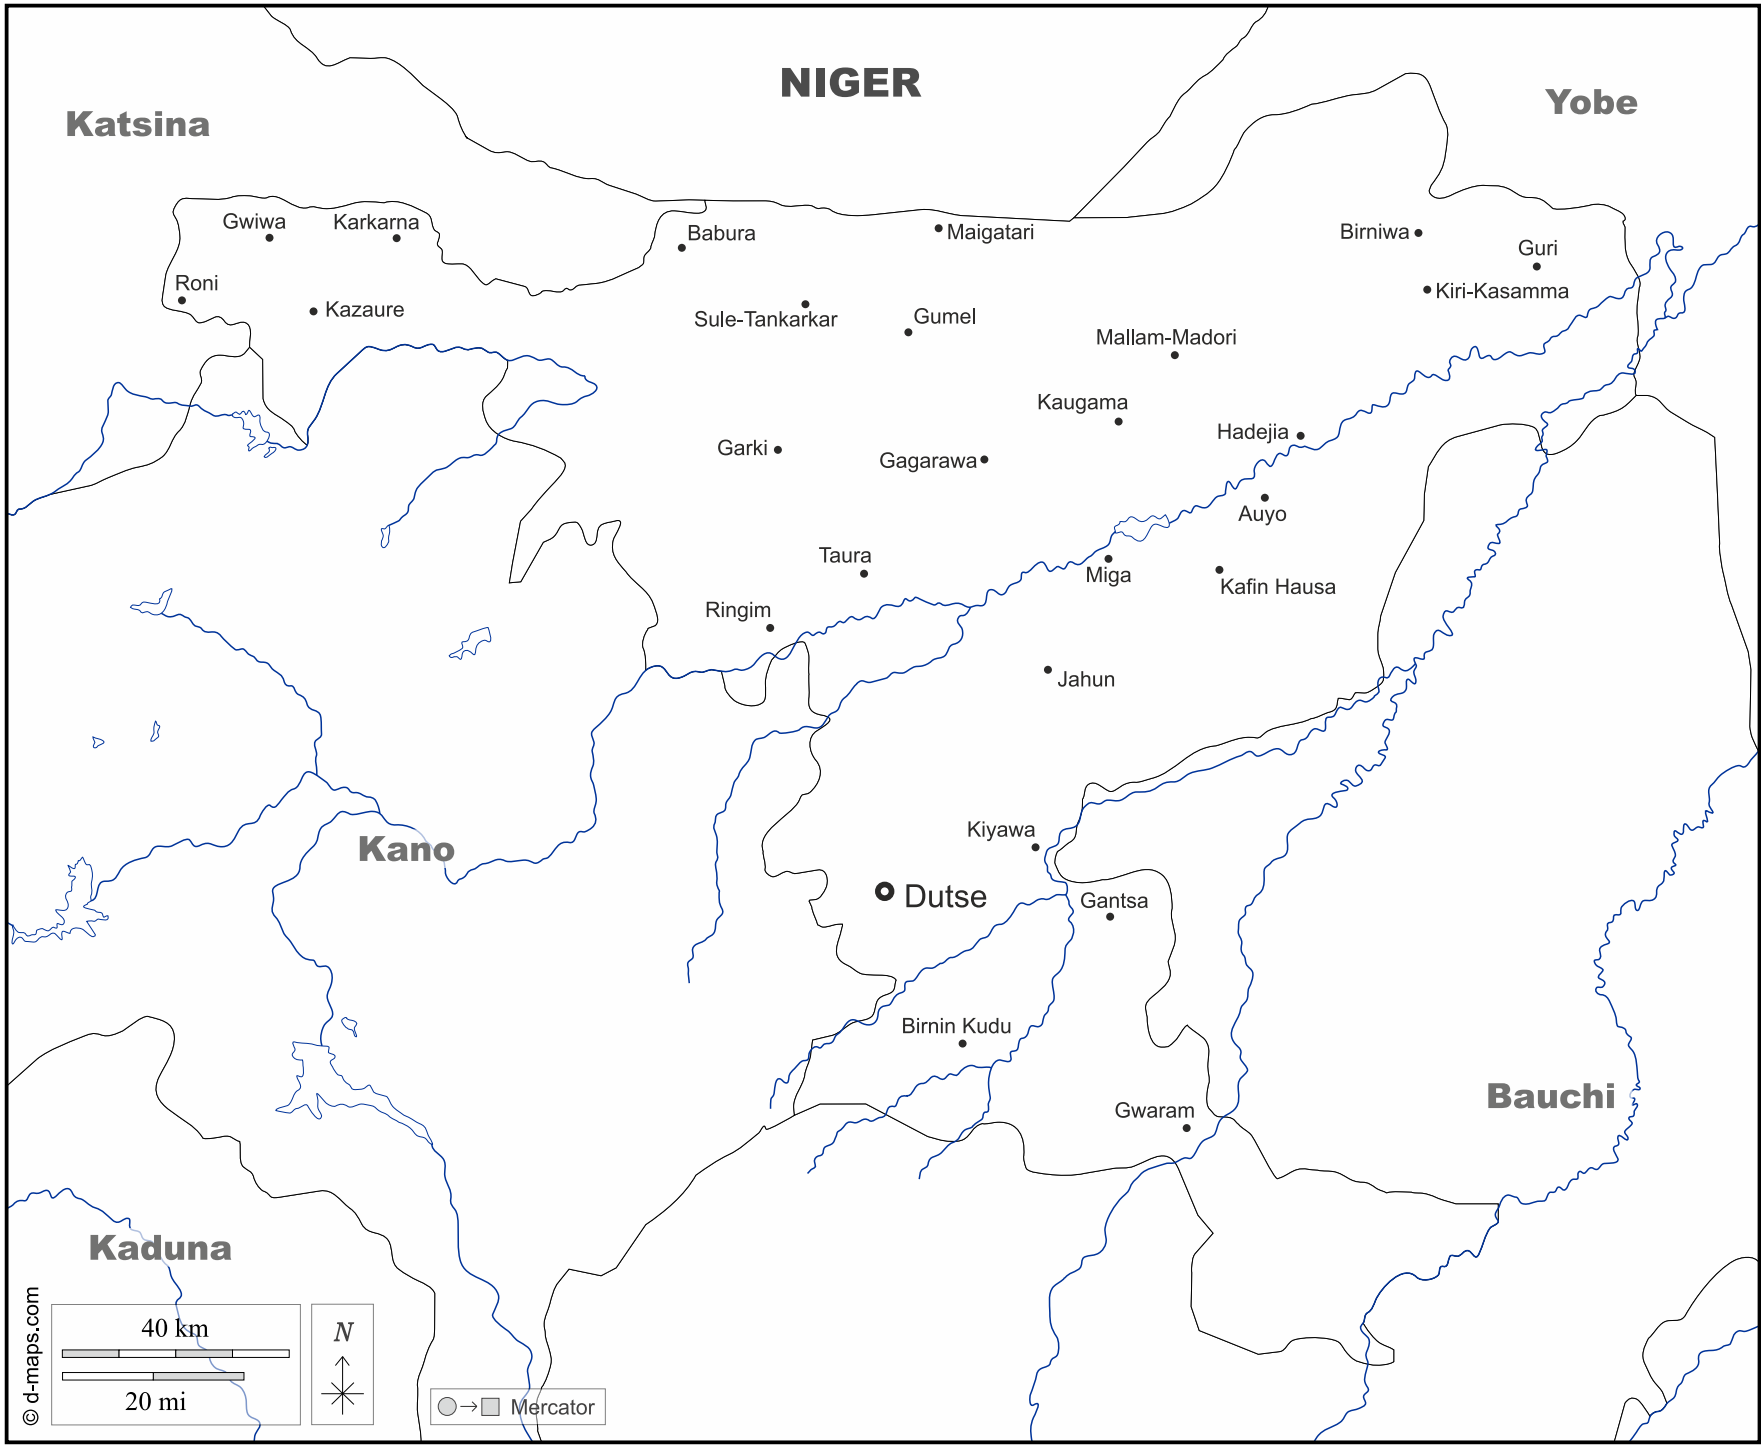 NIGER
Katsina
Yobe
Gwiwa
Karkarna
Babura
Maigatari
Birniwa
Guri
Roni
Kazaure
Sule-Tankarkar
Gumel
Kiri-Kasamma
Mallam-Madori
Kaugama
Hadejia
Garki
Gagarawa
Auyo
Taura
Miga
Kafin Hausa
Ringim
Jahun
Kiyawa
Kano
Dutse
Gantsa
Birnin Kudu
Bauchi
Gwaram
Kaduna
© d-maps.com
40 km
20 mi
N
Mercator